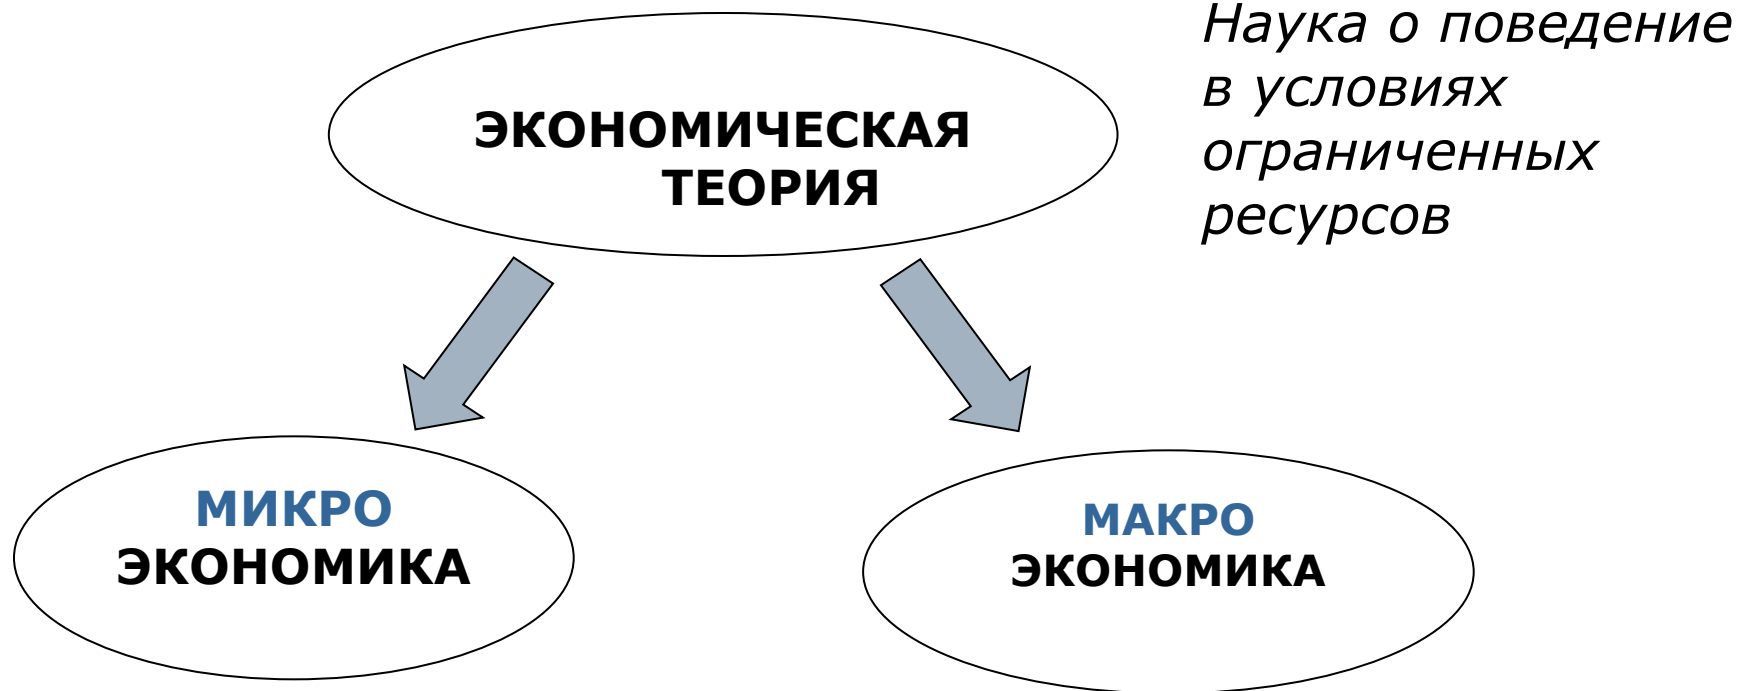 Наука о поведение
в условиях
ограниченных
ресурсов
ЭКОНОМИЧЕСКАЯ
ТЕОРИЯ
МИКРО
ЭКОНОМИКА
МАКРО
ЭКОНОМИКА